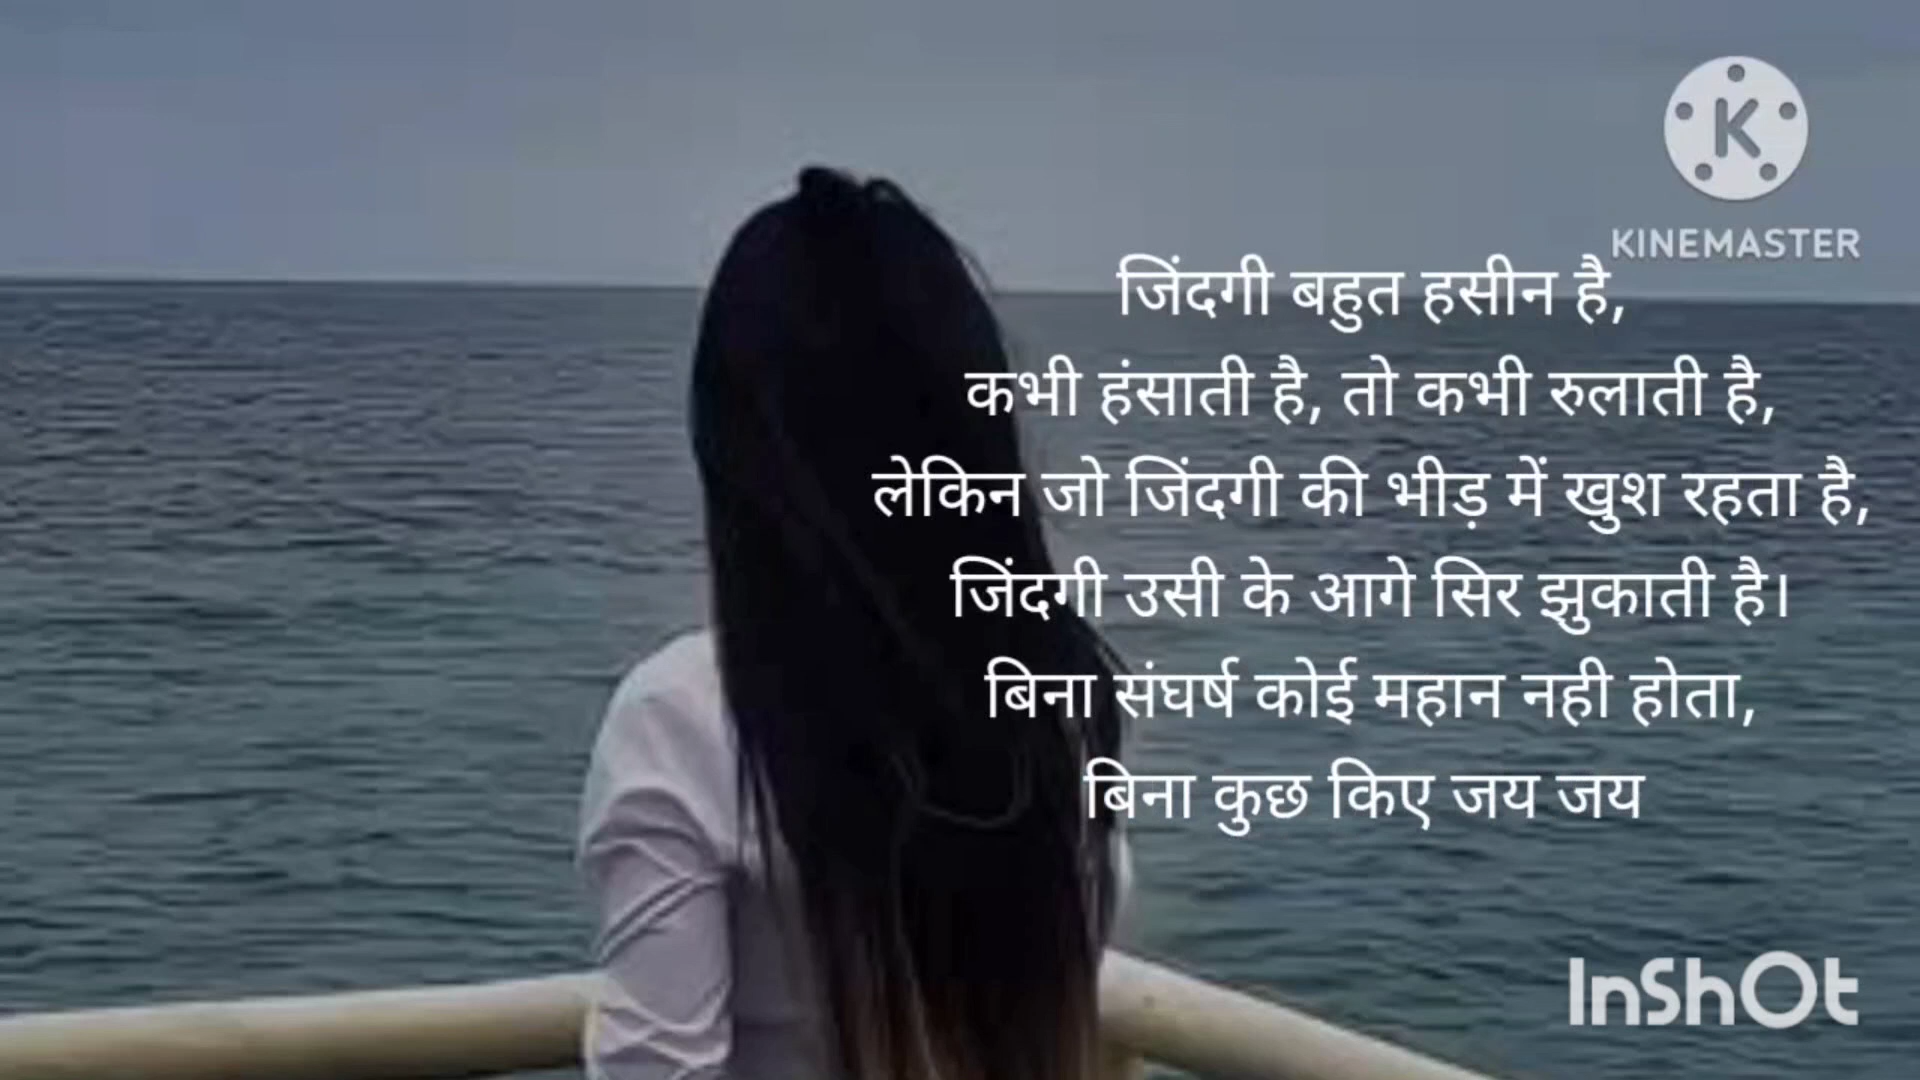 KINEMASTER
जिंदगी बहुत हसीन है,
कभी हंसाती है, तो कभी रुलाती है,
लेकिन जो जिंदगी की भीड़ में खुश रहता है,
जिंदगी उसी के आगे सिर झुकाती है।
बिना संघर्ष कोई महान नही होता,
बिना कुछ किए जय जय
InShOt